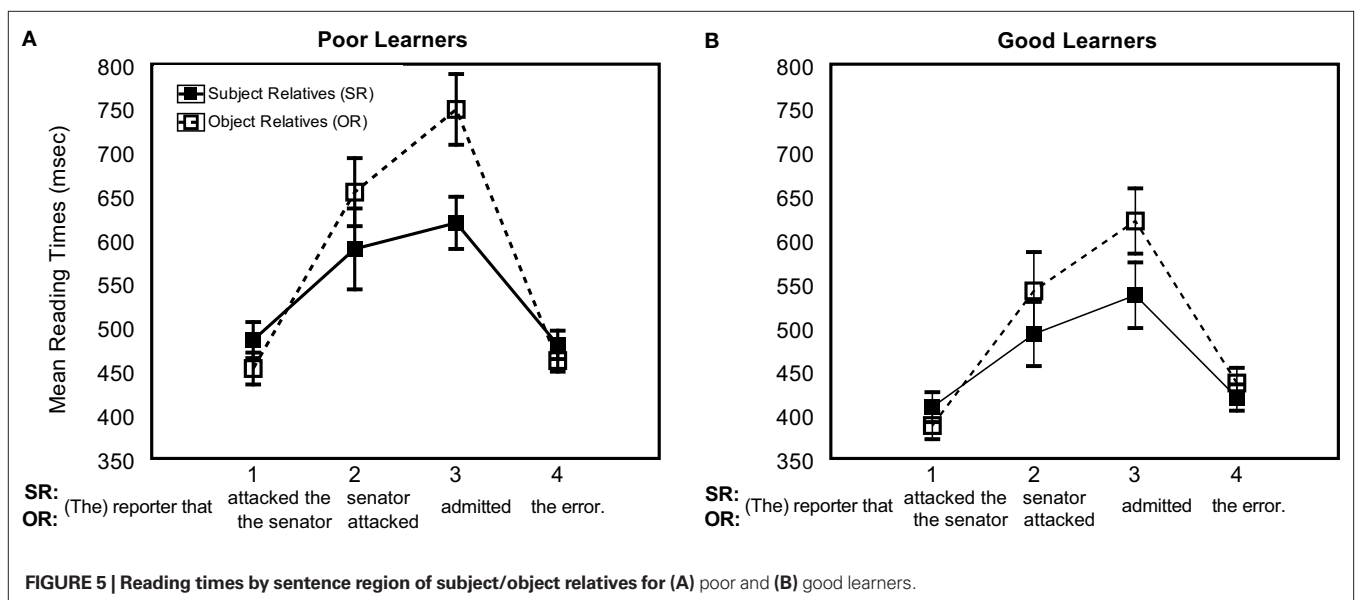 A
Poor Learners
800
750
700
650
600
550
500
450
400
350
Mean Reading Times (msec)
Subject Relatives (SR)
Object Relatives (OR)
1
2
3
4
SR:
OR:
(The) reporter that
attacked the
the senator
senator
attacked
admitted
the error.
B
Good Learners
800
750
700
650
600
550
500
450
400
350
1
2
3
4
SR:
OR:
(The) reporter that
attacked the
the senator
senator
attacked
admitted
the error.
FIGURE 5 | Reading times by sentence region of subject/object relatives for (A) poor and (B) good learners.